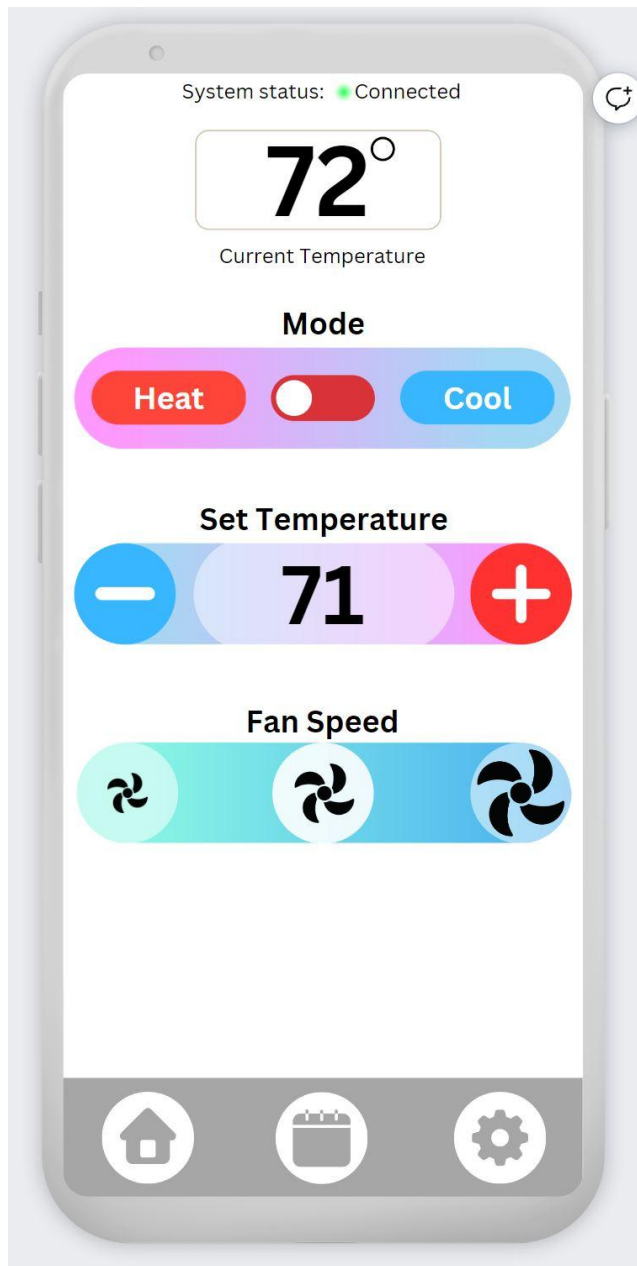 System status: Connected
72°
Current Temperature
Mode
Heat Cool
Set Temperature
71
Fan Speed